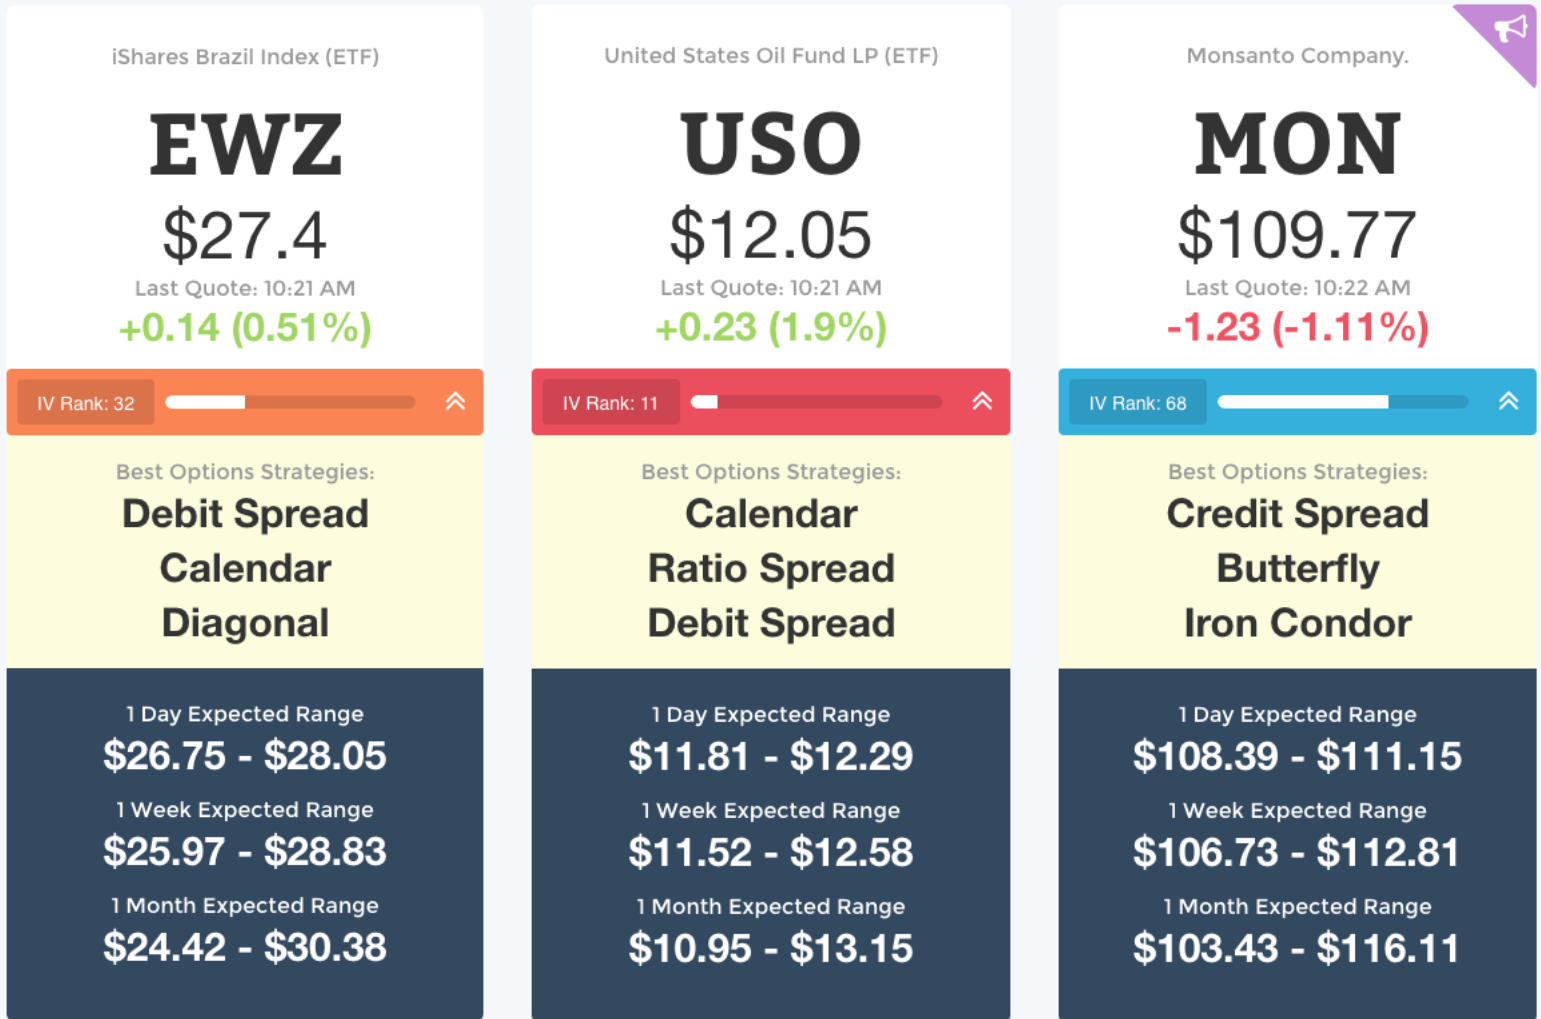 iShares Brazil Index (ETF)
EWZ
$27.4
Last Quote: 10:21 AM
+0.14 (0.51%)
IV Rank: 32
Best Options Strategies:
Debit Spread
Calendar
Diagonal
1 Day Expected Range
$26.75 - $28.05
1 Week Expected Range
$25.97 - $28.83
1 Month Expected Range
$24.42 - $30.38
United States Oil Fund LP (ETF)
USO
$12.05
Last Quote: 10:21 AM
+0.23 (1.9%)
IV Rank: 11
Best Options Strategies:
Calendar
Ratio Spread
Debit Spread
1 Day Expected Range
$11.81 - $12.29
1 Week Expected Range
$11.52 - $12.58
1 Month Expected Range
$10.95 - $13.15
Monsanto Company.
MON
$109.77
Last Quote: 10:22 AM
-1.23 (-1.11%)
IV Rank: 68
Best Options Strategies:
Credit Spread
Butterfly
Iron Condor
1 Day Expected Range
$108.39 - $111.15
1 Week Expected Range
$106.73 - $112.81
1 Month Expected Range
$103.43 - $116.11